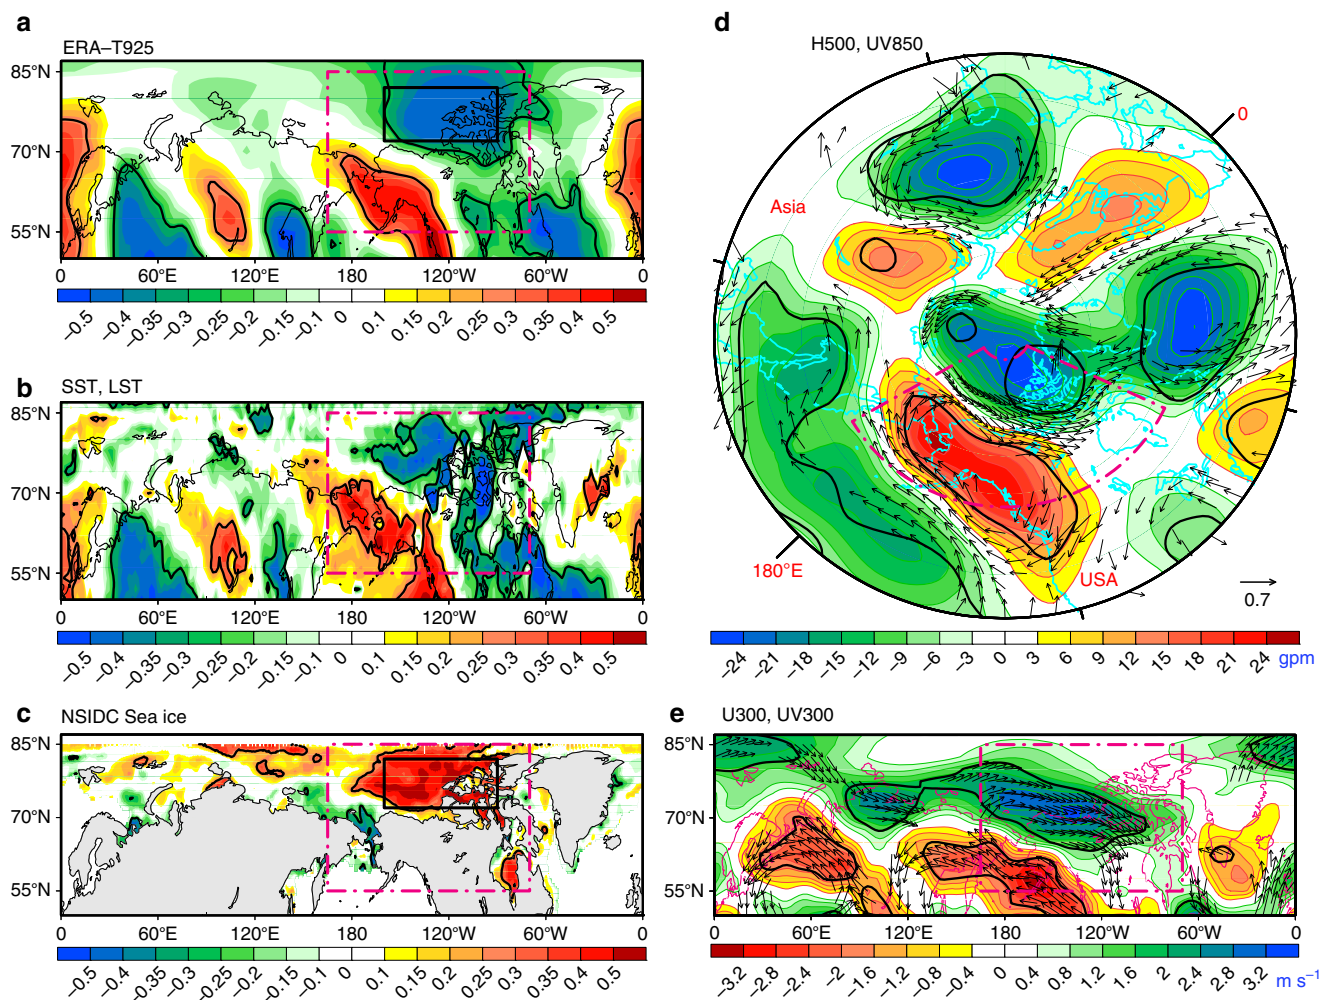 a
ERA–T925
85°N
70°N
55°N
0 60°E 120°E 180 120°W 60°W 0
−0.5 −0.4 −0.35 −0.3 −0.25 −0.2 −0.15 −0.1 0 0.1 0.15 0.2 0.25 0.3 0.35 0.4 0.5
b
SST, LST
85°N
70°N
55°N
0 60°E 120°E 180 120°W 60°W 0
−0.5 −0.4 −0.35 −0.3 −0.25 −0.2 −0.15 −0.1 0 0.1 0.15 0.2 0.25 0.3 0.35 0.4 0.5
c
NSIDC Sea ice
85°N
70°N
55°N
0 60°E 120°E 180 120°W 60°W 0
−0.5 −0.4 −0.35 −0.3 −0.25 −0.2 −0.15 −0.1 0 0.1 0.15 0.2 0.25 0.3 0.35 0.4 0.5
d
H500, UV850
0
Asia
180°E
USA
0.7
−24 −21 −18 −15 −12 −9 −6 −3 0 3 6 9 12 15 18 21 24 gpm
e
U300, UV300
85°N
70°N
55°N
0 60°E 120°E 180 120°W 60°W 0
−3.2 −2.8 −2.4 −2 −1.6 −1.2 −0.8 −0.4 0 0.4 0.8 1.2 1.6 2 2.4 2.8 3.2 m s⁻¹